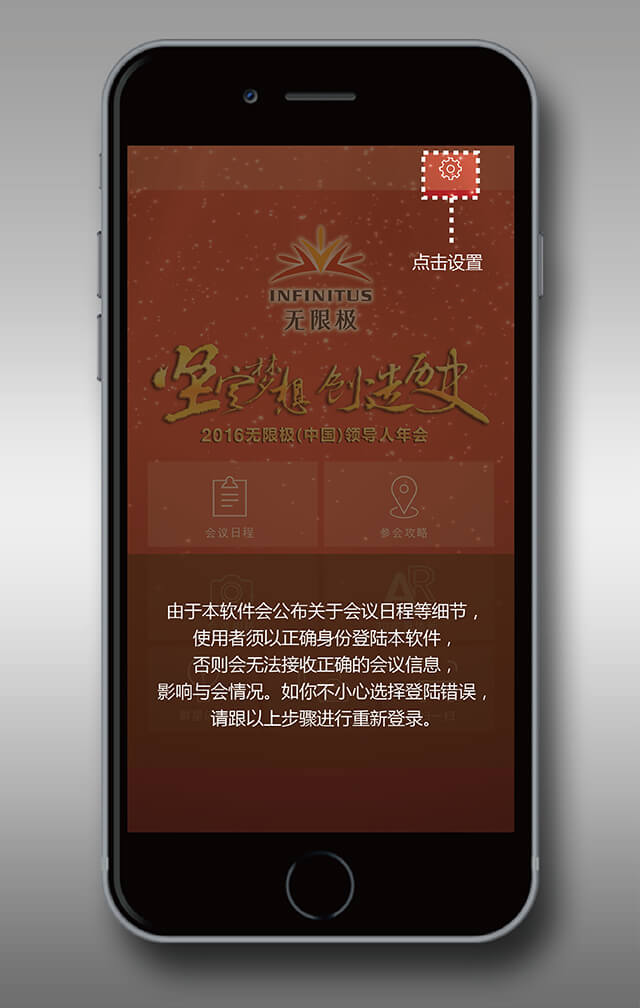 点击设置
INFINITUS
无限极
坚定梦想 创造历史
2016无限极(中国)领导人年会
会议日程
参会攻略
AR
由于本软件会公布关于会议日程等细节，
使用者须以正确身份登陆本软件，
否则会无法接收正确的会议信息，
影响与会情况。如你不小心选择登陆错误，
请跟以上步骤进行重新登录。